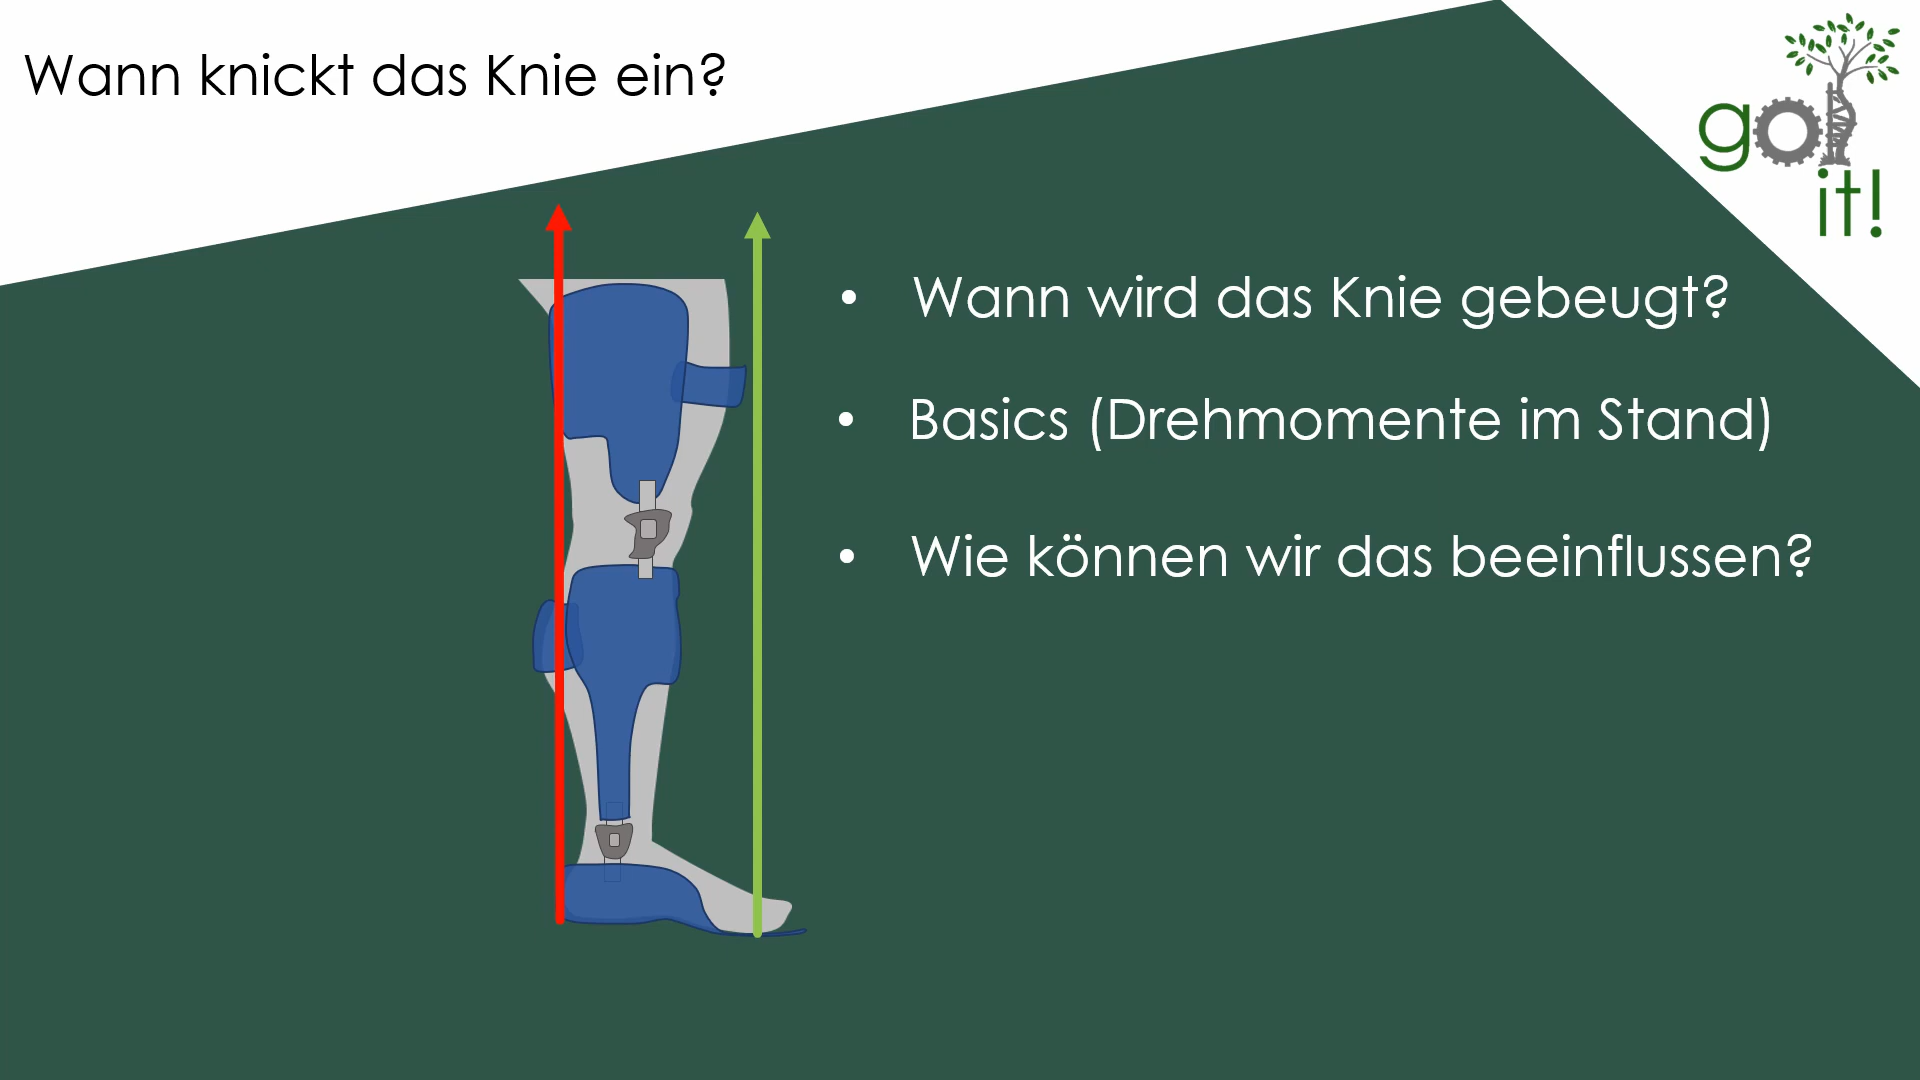 Wann knickt das Knie ein?
go
it!
• Wann wird das Knie gebeugt?
• Basics (Drehmomente im Stand)
• Wie können wir das beeinflussen?